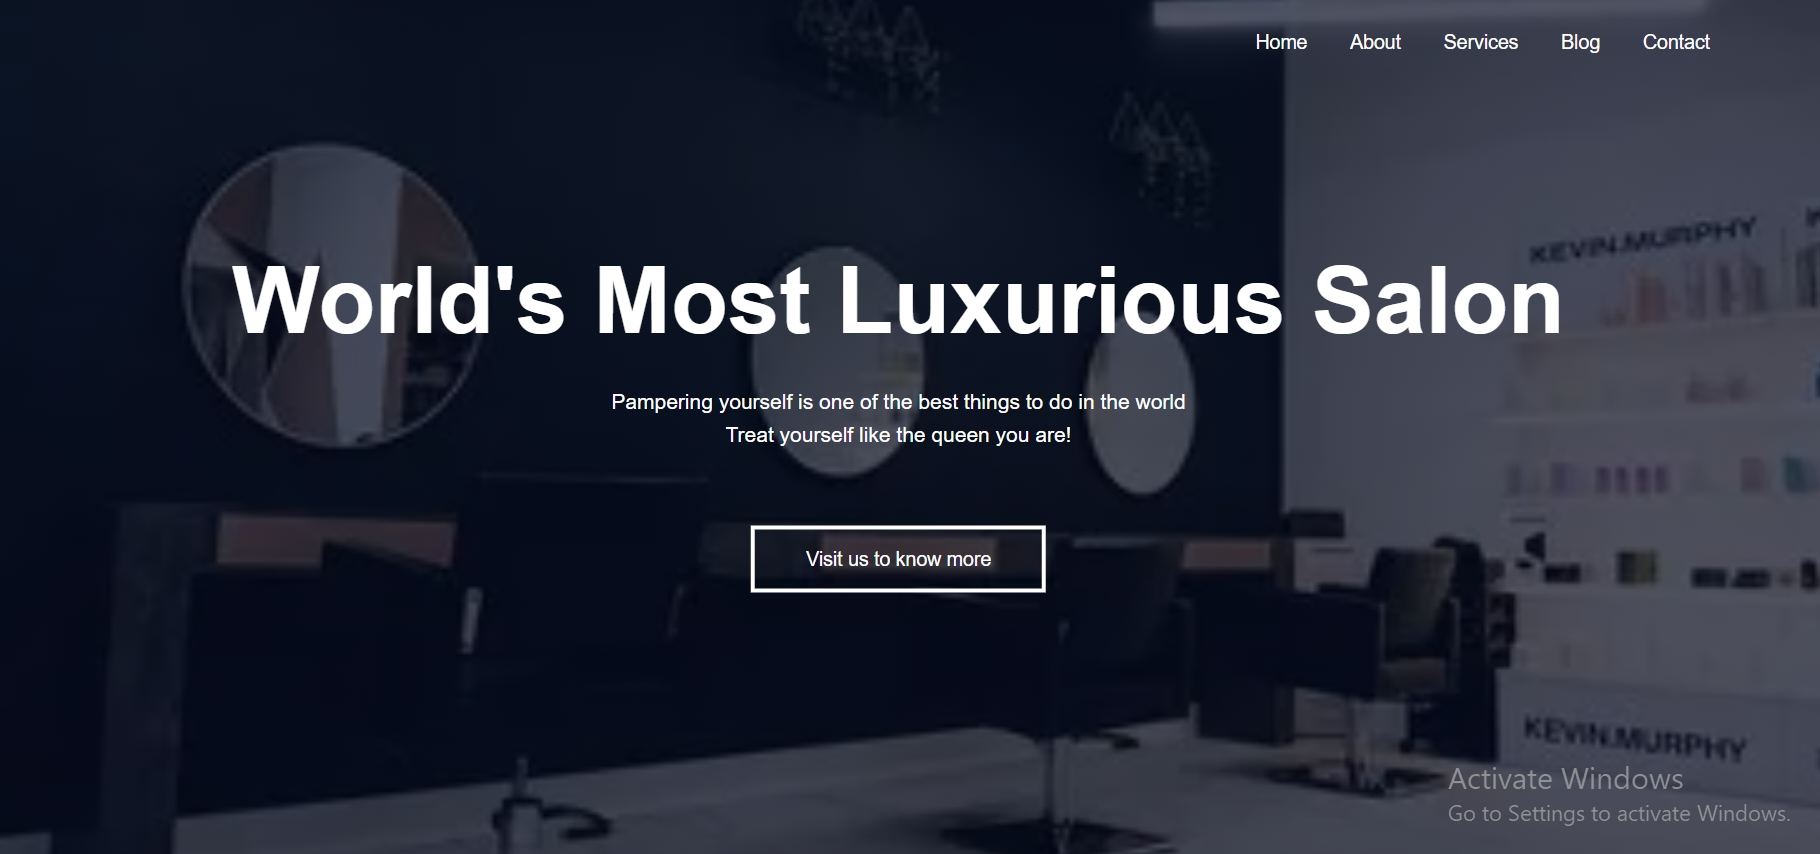 Home About Services Blog Contact
KEVIN.MURPHY
World's Most Luxurious Salon
Pampering yourself is one of the best things to do in the world
Treat yourself like the queen you are!
Visit us to know more
KEVIN.MURPHY
Activate Windows
Go to Settings to activate Windows.